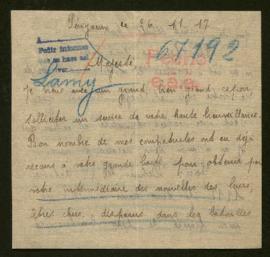 le 26. 11. 17
A
Pedir informes
67192
Majesté,
Lamy
Je viens avec un grand, bien grand espoir
solliciter un service de votre haute bienveillance.
Bon nombre de mes compatriotes ont eu déjà
recours à votre grande bonté pour obtenir par
votre intermédiaire des nouvelles des leurs,
êtres chers, disparus dans les batailles